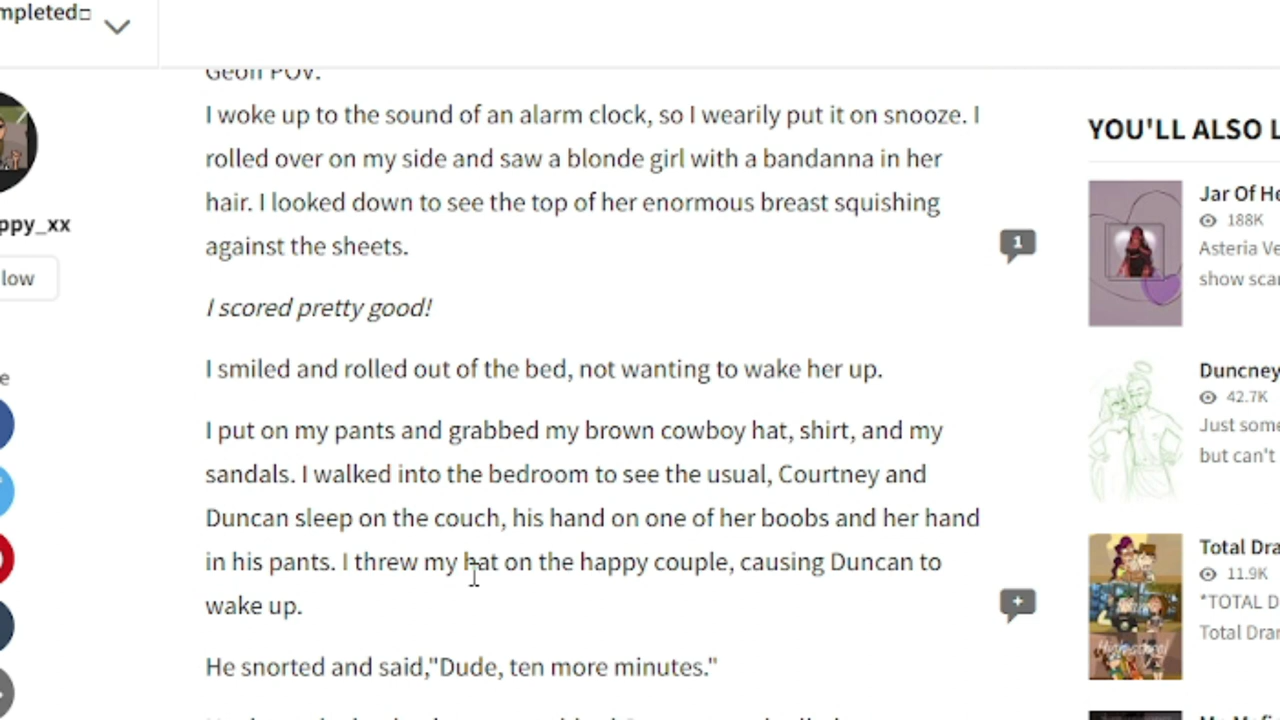 mpleted
Geoff POV.
I woke up to the sound of an alarm clock, so I wearily put it on snooze. I
rolled over on my side and saw a blonde girl with a bandanna in her
hair. I looked down to see the top of her enormous breast squishing
against the sheets.
1
I scored pretty good!
I smiled and rolled out of the bed, not wanting to wake her up.
I put on my pants and grabbed my brown cowboy hat, shirt, and my
sandals. I walked into the bedroom to see the usual, Courtney and
Duncan sleep on the couch, his hand on one of her boobs and her hand
in his pants. I threw my hat on the happy couple, causing Duncan to
wake up.
+
He snorted and said,"Dude, ten more minutes."
ppy_xx
low
e
YOU'LL ALSO L
Jar Of He
188K
Asteria Ve
show scar
Duncney
42.7K
Just some
but can't
Total Dra
11.9K
*TOTAL D
Total Dram